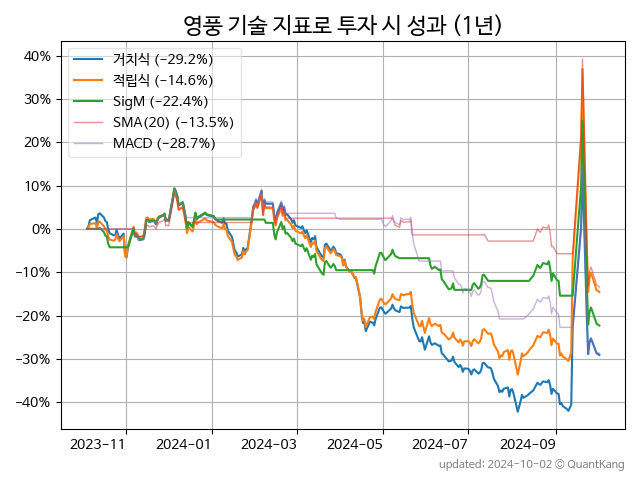 영풍 기술 지표로 투자 시 성과 (1년)
거치식 (−29.2%)
적립식 (−14.6%)
SigM (−22.4%)
SMA(20) (−13.5%)
MACD (−28.7%)
40%
30%
20%
10%
0%
−10%
−20%
−30%
−40%
2023-11 2024-01 2024-03 2024-05 2024-07 2024-09
updated: 2024-10-02 © QuantKang